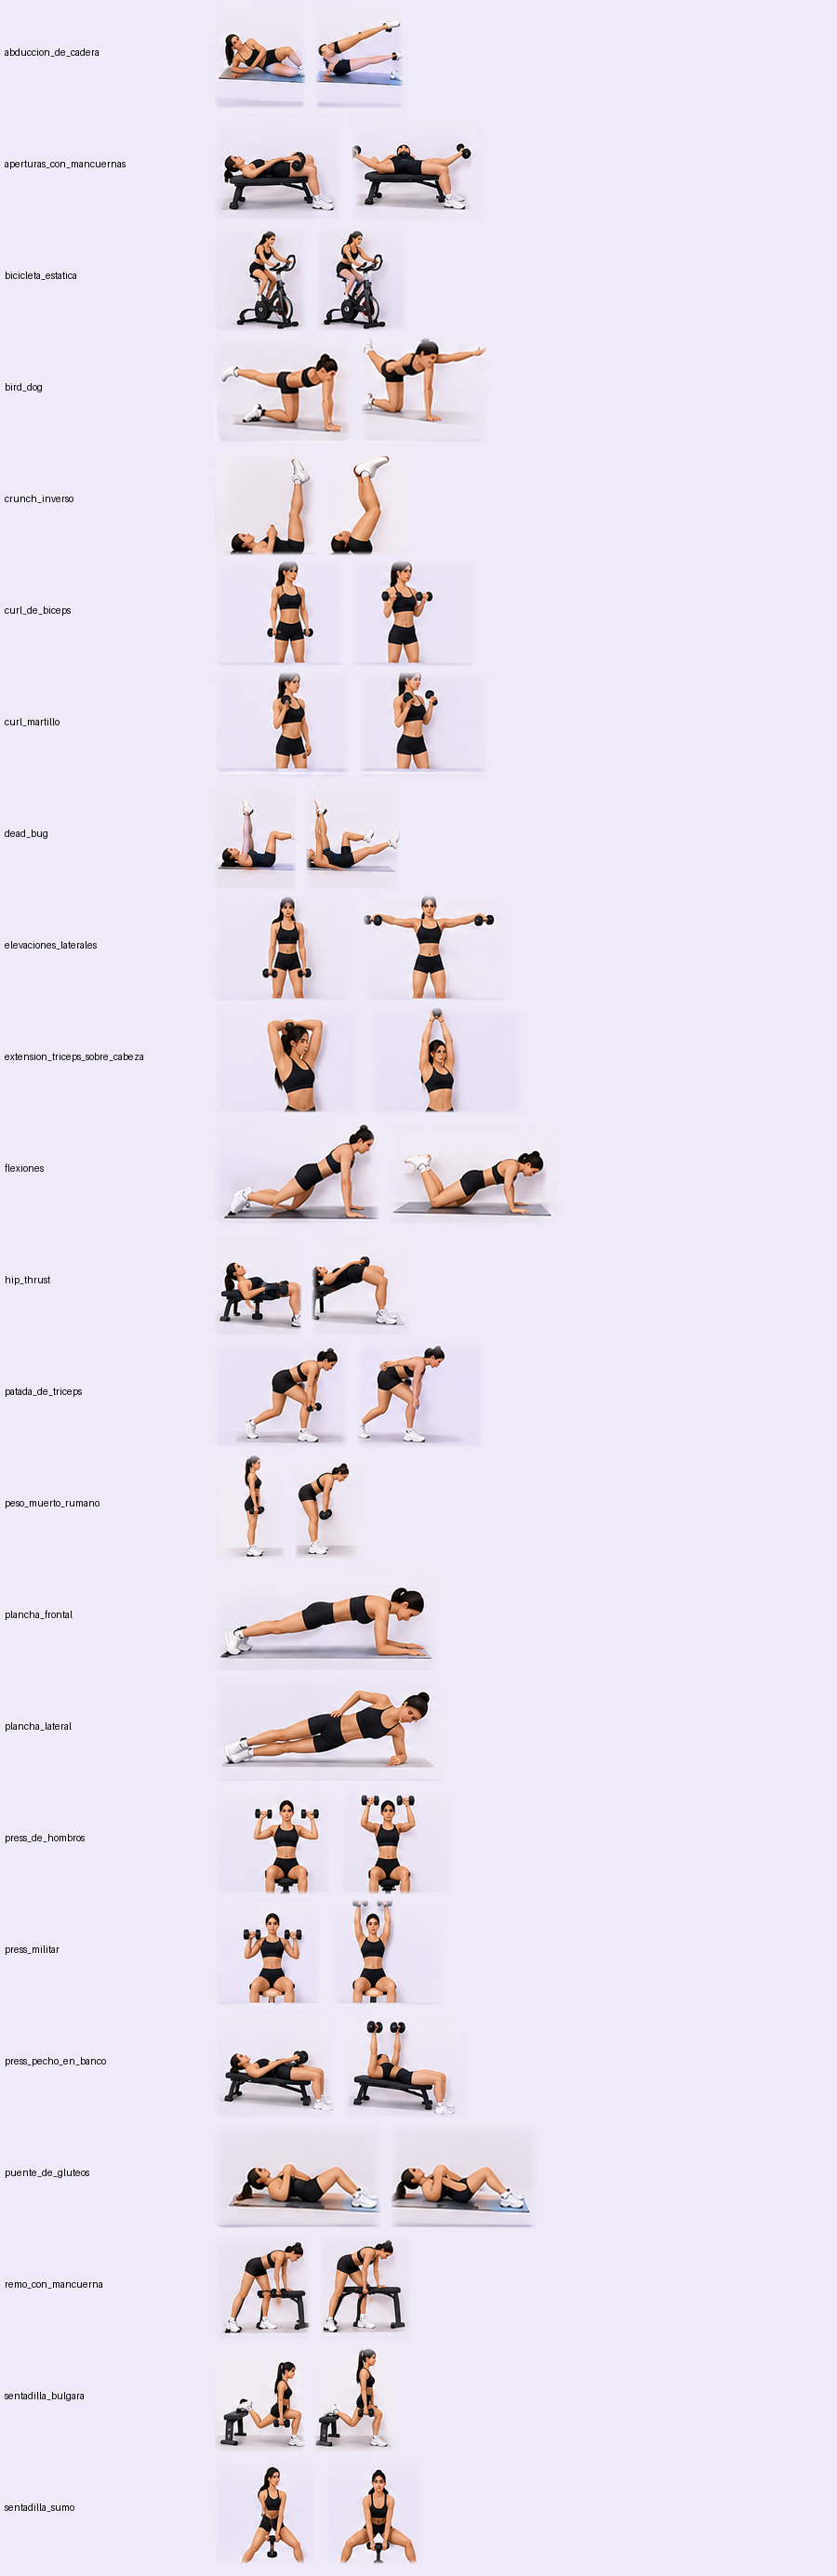 abduccion_de_cadera
aperturas_con_mancuernas
bicicleta_estatica
bird_dog
crunch_inverso
curl_de_biceps
curl_martillo
dead_bug
elevaciones_laterales
extension_triceps_sobre_cabeza
flexiones
hip_thrust
patada_de_triceps
peso_muerto_rumano
plancha_frontal
plancha_lateral
press_de_hombros
press_militar
press_pecho_en_banco
puente_de_gluteos
remo_con_mancuerna
sentadilla_bulgara
sentadilla_sumo